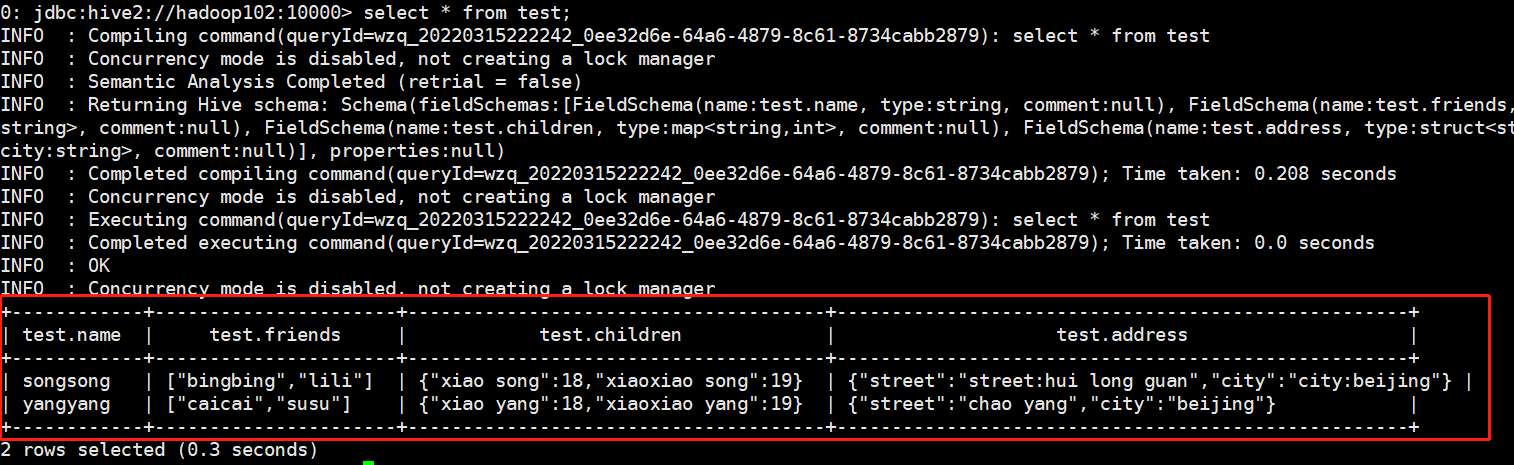 0: jdbc:hive2://hadoop102:10000> select * from test;
INFO  : Compiling command(queryId=wzq_20220315222242_0ee32d6e-64a6-4879-8c61-8734cabb2879): select * from test
INFO  : Concurrency mode is disabled, not creating a lock manager
INFO  : Semantic Analysis Completed (retrial = false)
INFO  : Returning Hive schema: Schema(fieldSchemas:[FieldSchema(name:test.name, type:string, comment:null), FieldSchema(name:test.friends,
string>, comment:null), FieldSchema(name:test.children, type:map<string,int>, comment:null), FieldSchema(name:test.address, type:struct<st
city:string>, comment:null)], properties:null)
INFO  : Completed compiling command(queryId=wzq_20220315222242_0ee32d6e-64a6-4879-8c61-8734cabb2879); Time taken: 0.208 seconds
INFO  : Concurrency mode is disabled, not creating a lock manager
INFO  : Executing command(queryId=wzq_20220315222242_0ee32d6e-64a6-4879-8c61-8734cabb2879): select * from test
INFO  : Completed executing command(queryId=wzq_20220315222242_0ee32d6e-64a6-4879-8c61-8734cabb2879); Time taken: 0.0 seconds
INFO  : OK
INFO  : Concurrency mode is disabled, not creating a lock manager
+------------+----------------------+--------------------------------------+----------------------------------------------------+
| test.name  |     test.friends     |            test.children             |                    test.address                    |
+------------+----------------------+--------------------------------------+----------------------------------------------------+
| songsong   | ["bingbing","lili"]  | {"xiao song":18,"xiaoxiao song":19}  | {"street":"street:hui long guan","city":"city:beijing"} |
| yangyang   | ["caicai","susu"]    | {"xiao yang":18,"xiaoxiao yang":19}  | {"street":"chao yang","city":"beijing"}            |
+------------+----------------------+--------------------------------------+----------------------------------------------------+
2 rows selected (0.3 seconds)